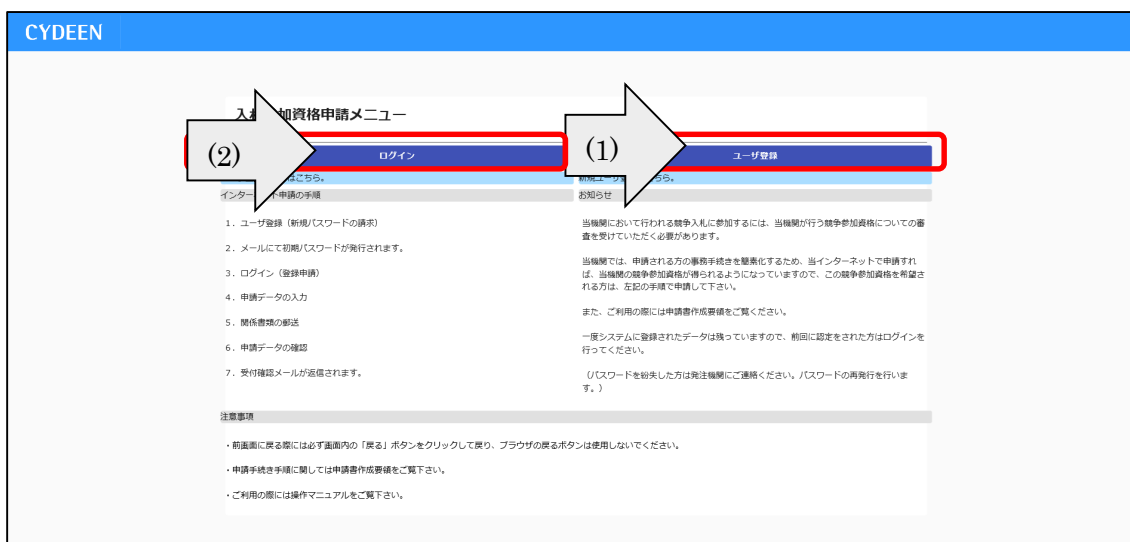 CYDEEN
入札 加資格申請メニュー
(2)
ログイン
(1)
ユーザ登録
はこちら。
新規ユーザ こちら。
インター ト申請の手順
1．ユーザ登録（新規パスワードの請求）
2．メールにて初期パスワードが発行されます。
3．ログイン（登録申請）
4．申請データの入力
5．関係書類の郵送
6．申請データの確認
7．受付確認メールが返信されます。
お知らせ
当機関において行われる競争入札に参加するには、当機関が行う競争参加資格についての審
査を受けていただく必要があります。
当機関では、申請される方の事務手続きを簡素化するため、当インターネットで申請すれ
ば、当機関の競争参加資格が得られるようになっていますので、この競争参加資格を希望さ
れる方は、左記の手順で申請して下さい。
また、ご利用の際には申請書作成要領をご覧ください。
一度システムに登録されたデータは残っていますので、前回に認定をされた方はログインを
行ってください。
（パスワードを紛失した方は発注機関にご連絡ください。パスワードの再発行を行いま
す。）
注意事項
・前画面に戻る際には必ず画面内の「戻る」ボタンをクリックして戻り、ブラウザの戻るボタンは使用しないでください。
・申請手続き手順に関しては申請書作成要領をご覧下さい。
・ご利用の際には操作マニュアルをご覧下さい。